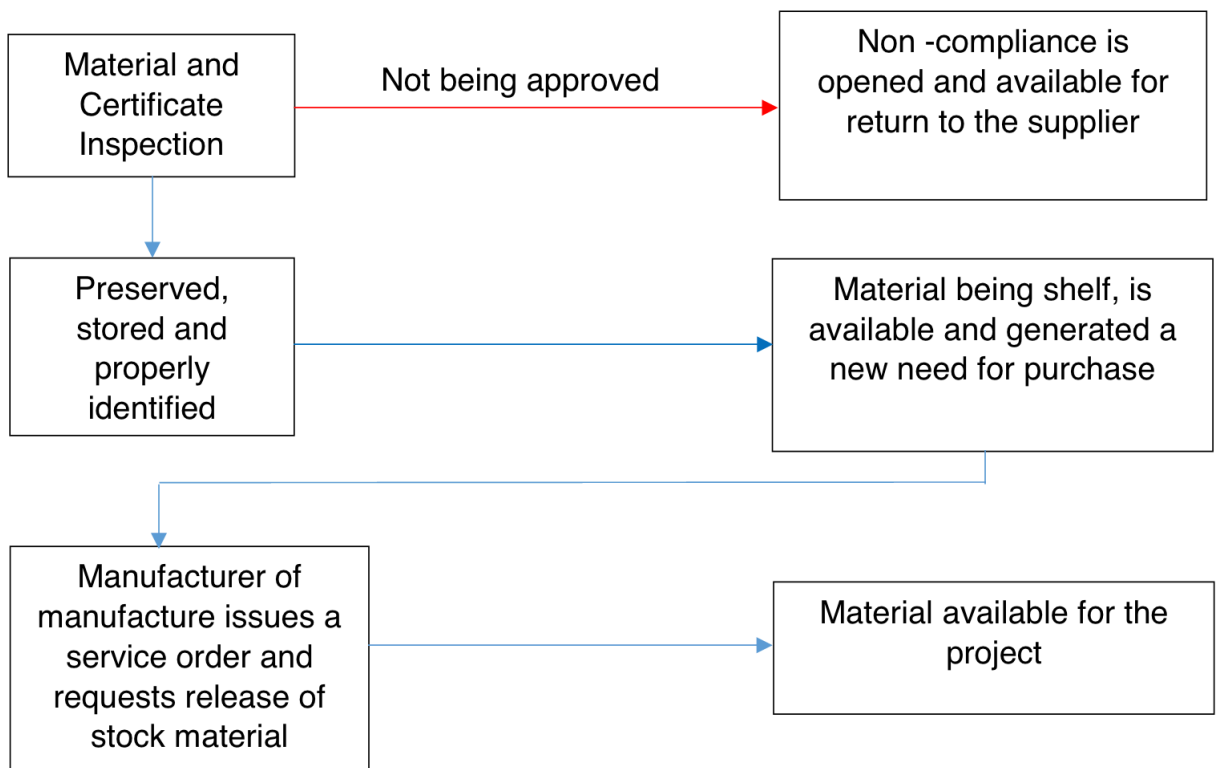 Material and
Certificate
Inspection
Not being approved
Non -compliance is
opened and available for
return to the supplier
Preserved,
stored and
properly
identified
Material being shelf, is
available and generated a
new need for purchase
Manufacturer of
manufacture issues a
service order and
requests release of
stock material
Material available for the
project